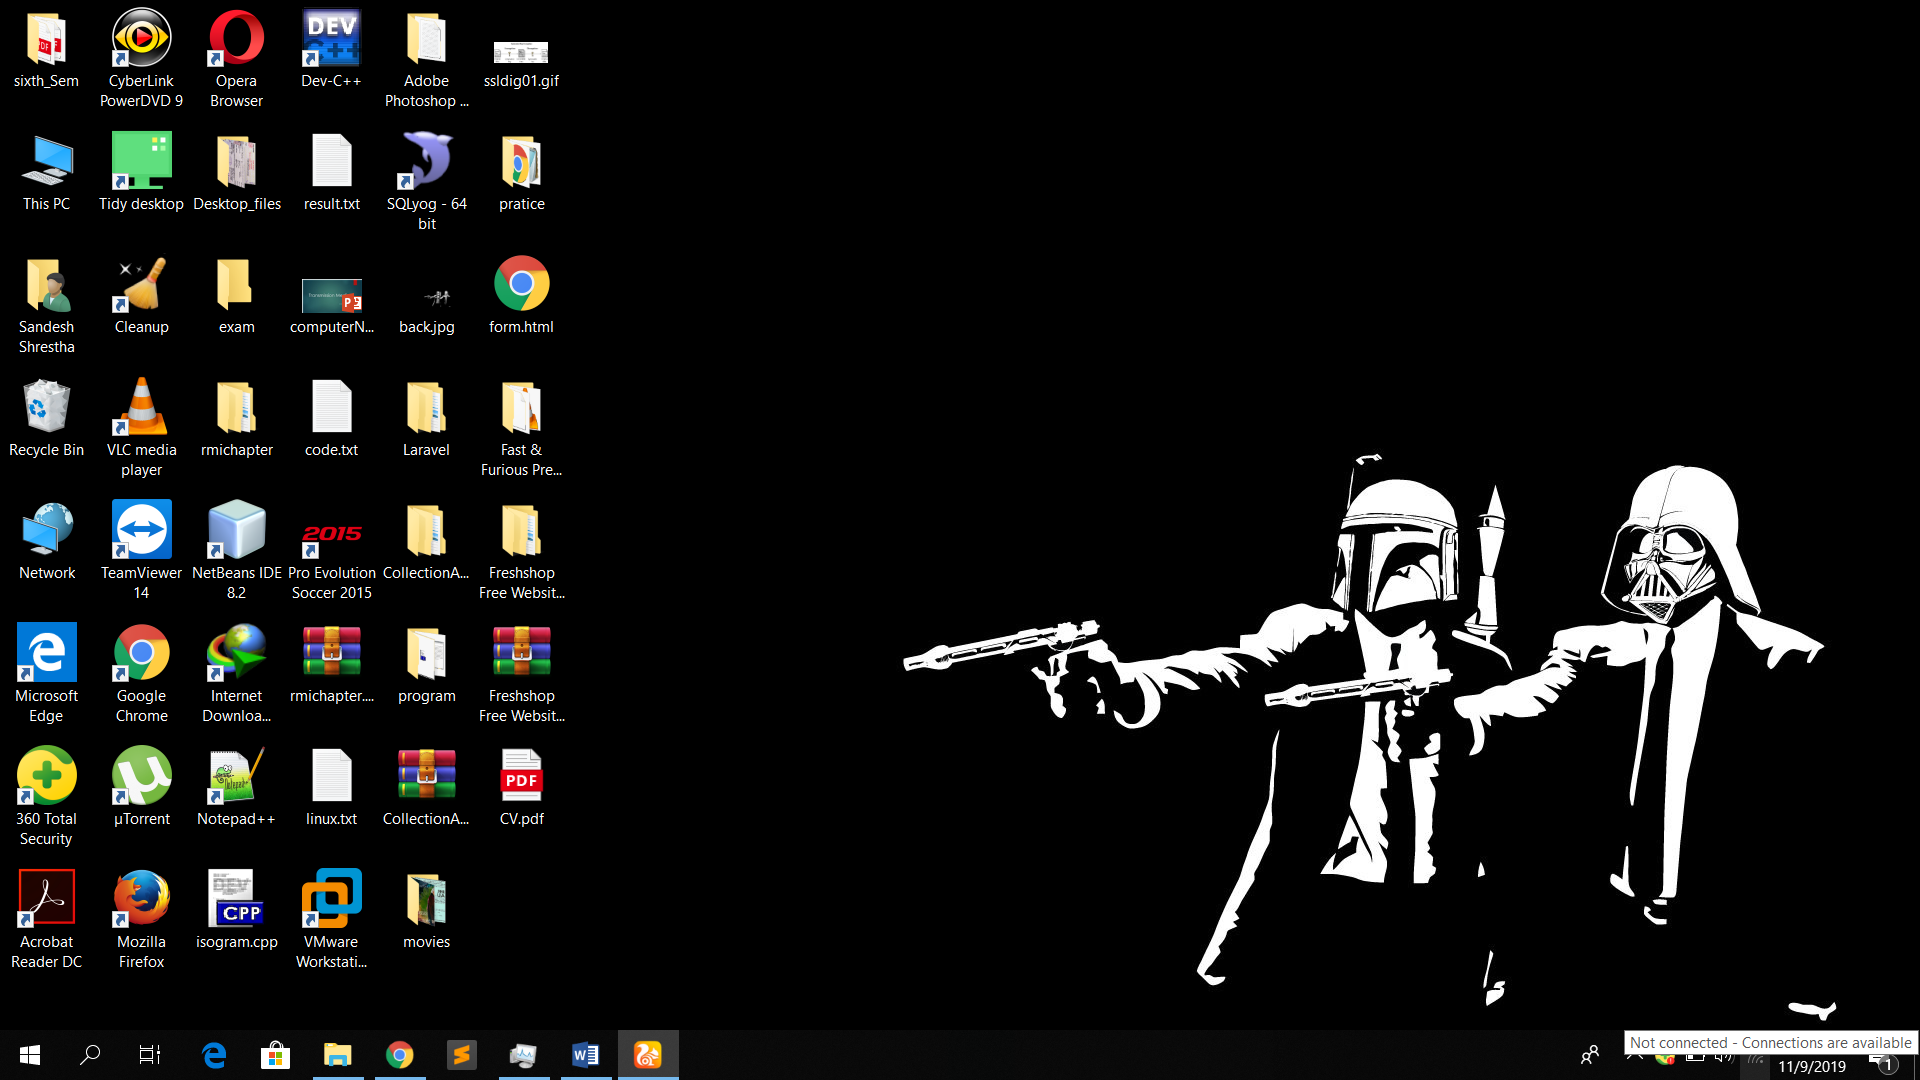 sixth_Sem
CyberLink
PowerDVD 9
Opera
Browser
DEV
C++
Dev-C++
Adobe
Photoshop ...
ssldig01.gif
This PC
Tidy desktop
Desktop_files
result.txt
SQLyog - 64
bit
pratice
Sandesh
Shrestha
Cleanup
exam
computerN...
back.jpg
form.html
Recycle Bin
VLC media
player
rmichapter
code.txt
Laravel
Fast &
Furious Pre...
Network
TeamViewer
14
NetBeans IDE
8.2
2015
Pro Evolution
Soccer 2015
CollectionA...
Freshshop
Free Websit...
Microsoft
Edge
Google
Chrome
Internet
Downloa...
rmichapter....
program
Freshshop
Free Websit...
360 Total
Security
µTorrent
Notepad++
linux.txt
CollectionA...
PDF
CV.pdf
Acrobat
Reader DC
Mozilla
Firefox
DEV
CPP
isogram.cpp
VMware
Workstati...
movies
Not connected - Connections are available
11/9/2019
1